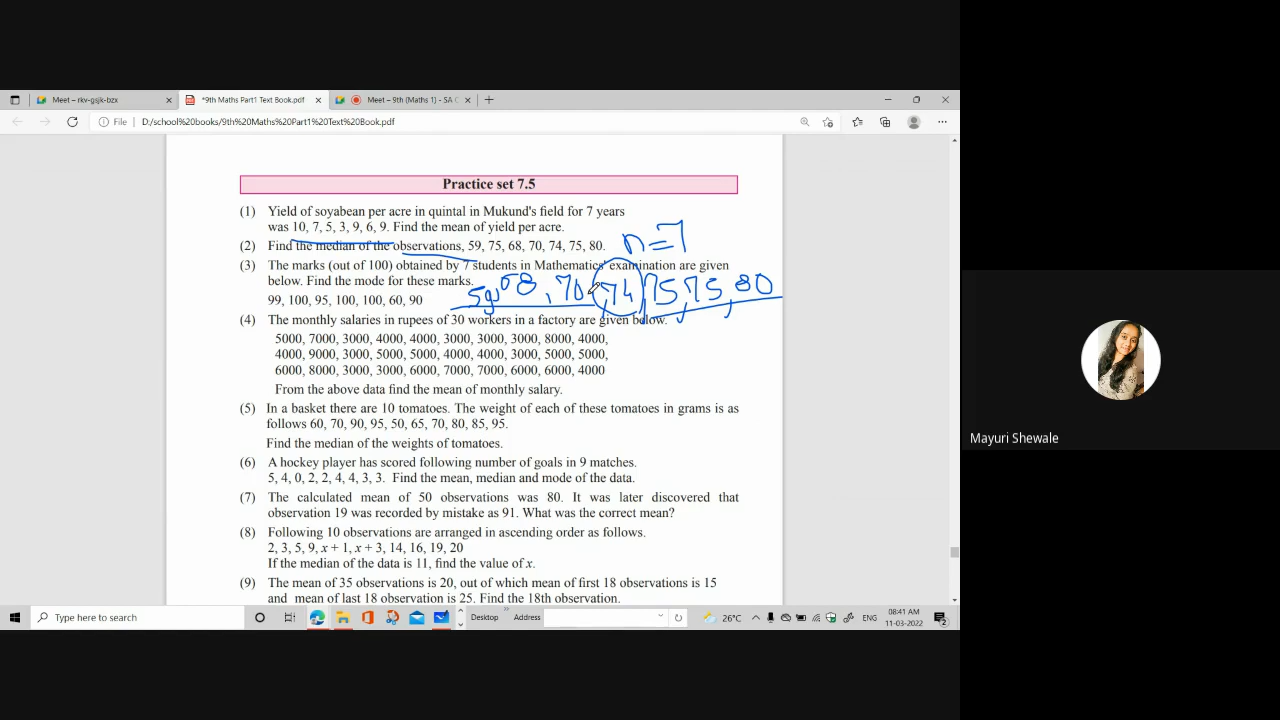 Meet – rkv-gsjk-bzx
*9th Maths Part1 Text Book.pdf
Meet – 9th (Maths 1) - SA
File D:/school%20books/9th%20Maths%20Part1%20Text%20Book.pdf
Practice set 7.5
(1) Yield of soyabean per acre in quintal in Mukund's field for 7 years
was 10, 7, 5, 3, 9, 6, 9. Find the mean of yield per acre.
(2) Find the median of the observations, 59, 75, 68, 70, 74, 75, 80.
n=7
(3) The marks (out of 100) obtained by 7 students in Mathematics' examination are given
below. Find the mode for these marks.
59, 68, 70, 74, 75, 75, 80
99, 100, 95, 100, 100, 60, 90
(4) The monthly salaries in rupees of 30 workers in a factory are given below.
5000, 7000, 3000, 4000, 4000, 3000, 3000, 3000, 8000, 4000,
4000, 9000, 3000, 5000, 5000, 4000, 4000, 3000, 5000, 5000,
6000, 8000, 3000, 3000, 6000, 7000, 7000, 6000, 6000, 4000
From the above data find the mean of monthly salary.
(5) In a basket there are 10 tomatoes. The weight of each of these tomatoes in grams is as
follows 60, 70, 90, 95, 50, 65, 70, 80, 85, 95.
Find the median of the weights of tomatoes.
(6) A hockey player has scored following number of goals in 9 matches.
5, 4, 0, 2, 2, 4, 4, 3, 3. Find the mean, median and mode of the data.
(7) The calculated mean of 50 observations was 80. It was later discovered that
observation 19 was recorded by mistake as 91. What was the correct mean?
(8) Following 10 observations are arranged in ascending order as follows.
2, 3, 5, 9, x + 1, x + 3, 14, 16, 19, 20
If the median of the data is 11, find the value of x.
(9) The mean of 35 observations is 20, out of which mean of first 18 observations is 15
and mean of last 18 observation is 25. Find the 18th observation.
Mayuri Shewale
Type here to search
Desktop
Address
26°C
ENG
08:41 AM
11-03-2022
2